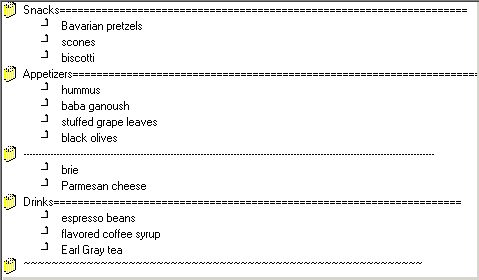 Snacks==========================================================
Bavarian pretzels
scones
biscotti
Appetizers==========================================================
hummus
baba ganoush
stuffed grape leaves
black olives
----------------------------------------------------------------------------------------------------
brie
Parmesan cheese
Drinks==========================================================
espresso beans
flavored coffee syrup
Earl Gray tea
~~~~~~~~~~~~~~~~~~~~~~~~~~~~~~~~~~~~~~~~~~~~~~~~~~~~~~~~~